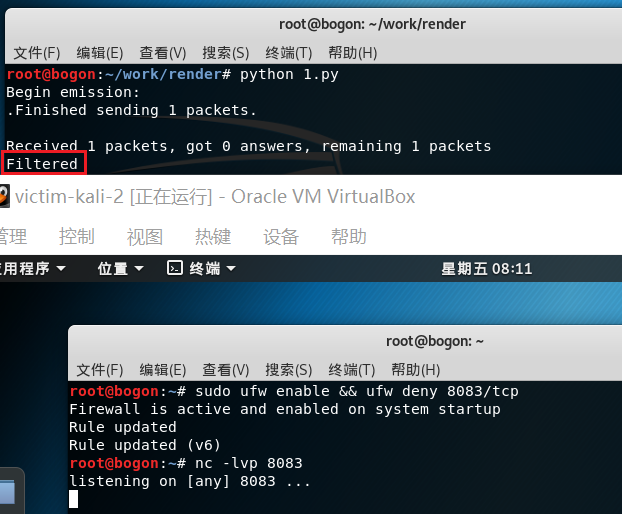 root@bogon: ~/work/render
文件(F) 编辑(E) 查看(V) 搜索(S) 终端(T) 帮助(H)
root@bogon:~/work/render# python 1.py
Begin emission:
.Finished sending 1 packets.
Received 1 packets, got 0 answers, remaining 1 packets
Filtered
victim-kali-2 [正在运行] - Oracle VM VirtualBox
管理 控制 视图 热键 设备 帮助
应用程序 位置 终端 星期五 08:11
root@bogon: ~
文件(F) 编辑(E) 查看(V) 搜索(S) 终端(T) 帮助(H)
root@bogon:~# sudo ufw enable && ufw deny 8083/tcp
Firewall is active and enabled on system startup
Rule updated
Rule updated (v6)
root@bogon:~# nc -lvp 8083
listening on [any] 8083 ...